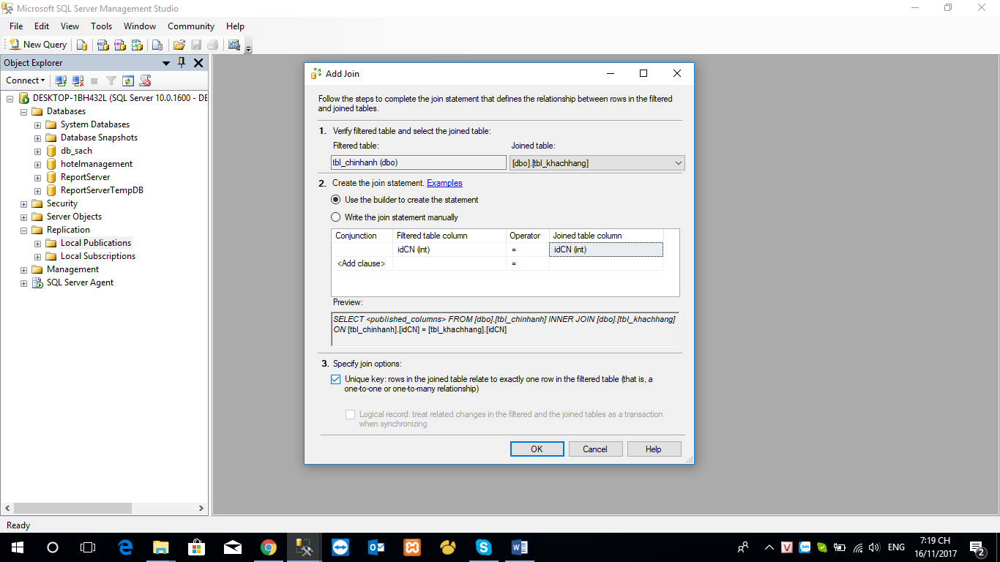 Microsoft SQL Server Management Studio
File Edit View Tools Window Community Help
New Query
Object Explorer
Connect
DESKTOP-1BH432L (SQL Server 10.0.1600 - DE
Databases
System Databases
Database Snapshots
db_sach
hotelmanagement
ReportServer
ReportServerTempDB
Security
Server Objects
Replication
Local Publications
Local Subscriptions
Management
SQL Server Agent
Add Join
Follow the steps to complete the join statement that defines the relationship between rows in the filtered
and joined tables.
1. Verify filtered table and select the joined table:
Filtered table: Joined table:
tbl_chinhanh (dbo) [dbo].[tbl_khachhang]
2. Create the join statement. Examples
Use the builder to create the statement
Write the join statement manually
Conjunction Filtered table column Operator Joined table column
idCN (int) = idCN (int)
<Add clause> =
Preview:
SELECT <published_columns> FROM [dbo].[tbl_chinhanh] INNER JOIN [dbo].[tbl_khachhang]
ON [tbl_chinhanh].[idCN] = [tbl_khachhang].[idCN]
3. Specify join options:
Unique key: rows in the joined table relate to exactly one row in the filtered table (that is, a
one-to-one or one-to-many relationship)
Logical record: treat related changes in the filtered and the joined tables as a transaction
when synchronizing
OK Cancel Help
Ready
ENG
7:19 CH
16/11/2017
2